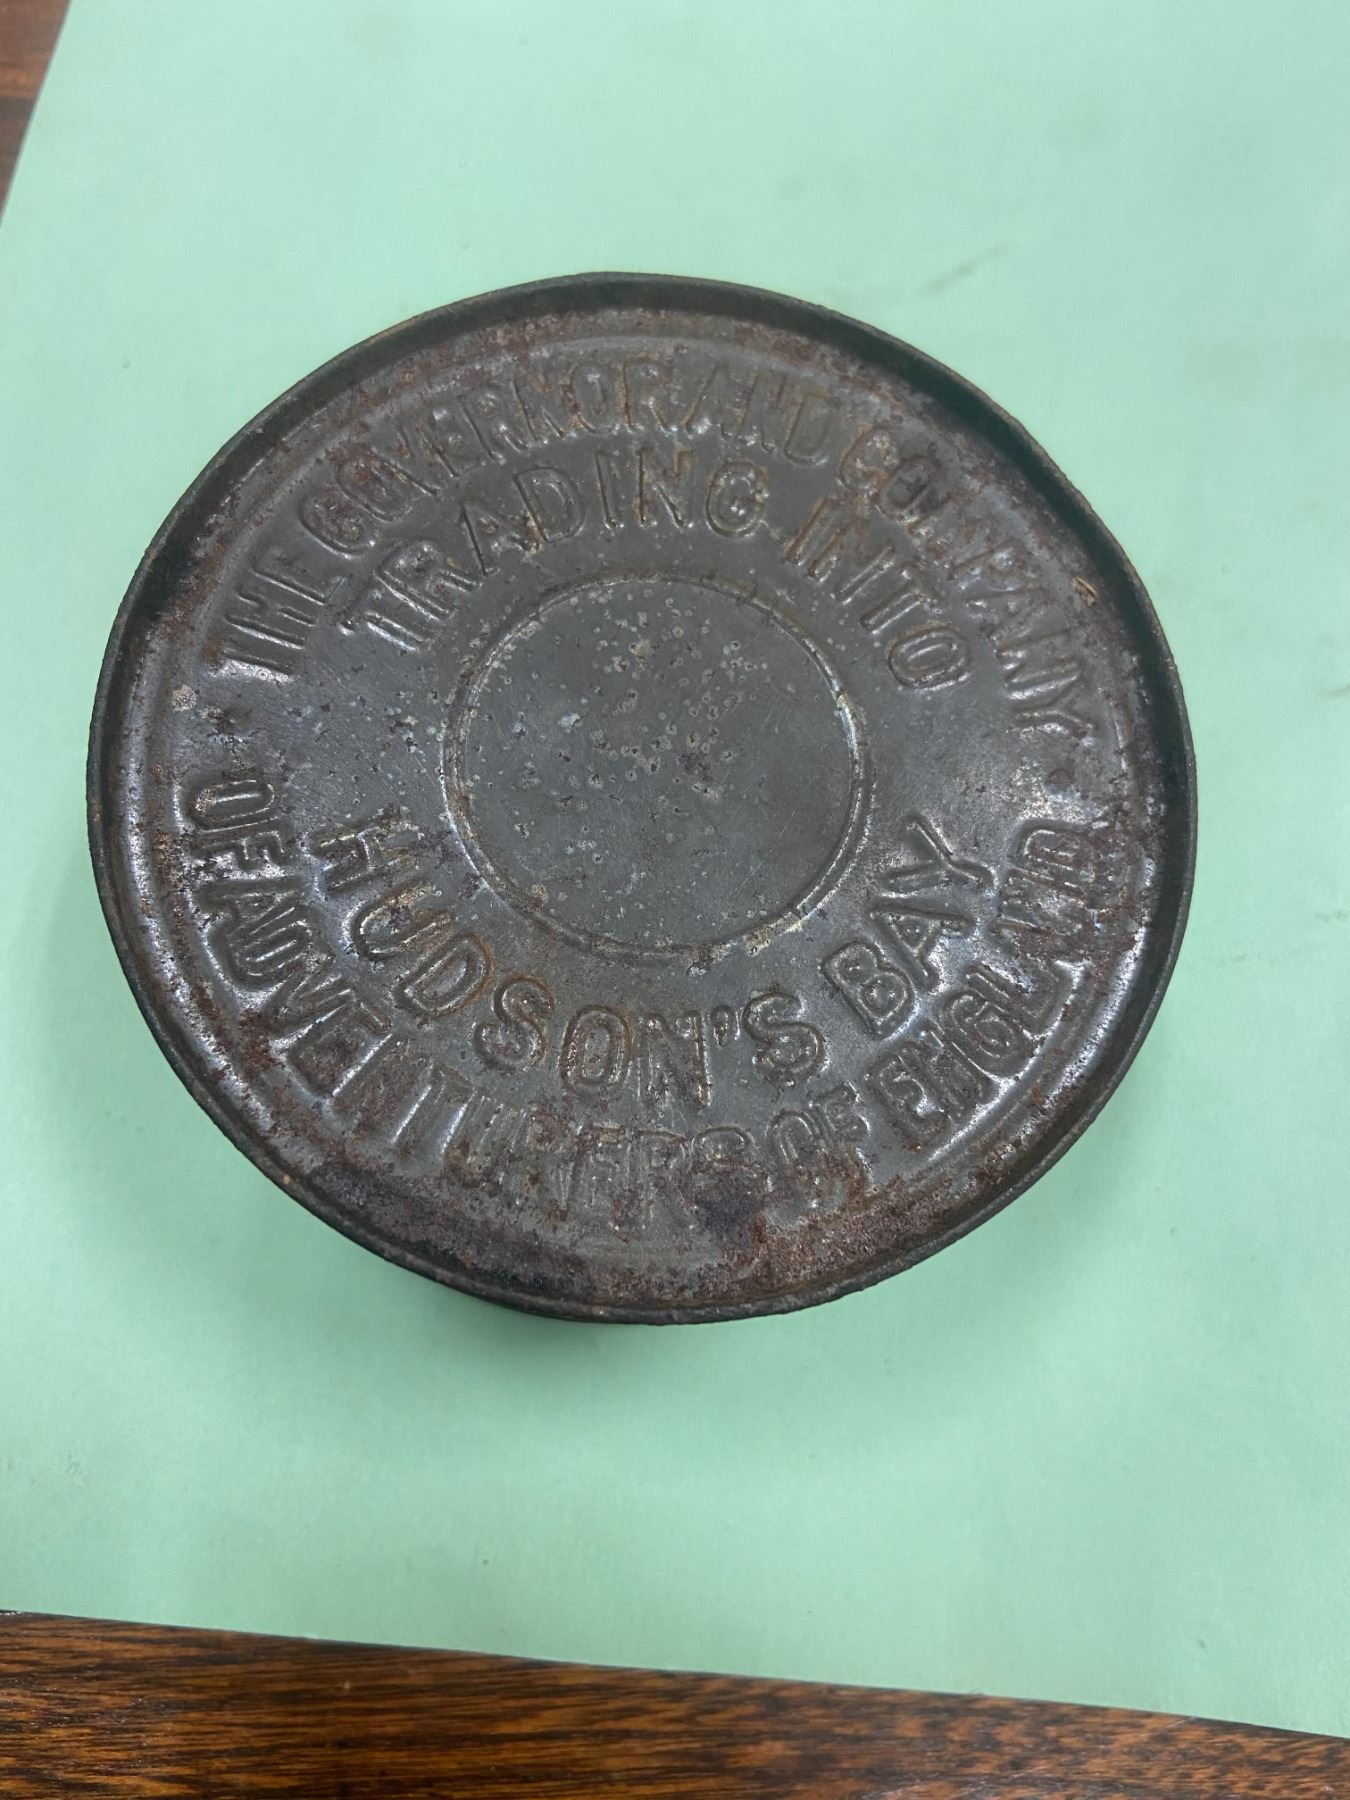 THE GOVERNOR AND COMPANY
OF ADVENTURERS OF ENGLAND
TRADING INTO
HUDSON'S BAY